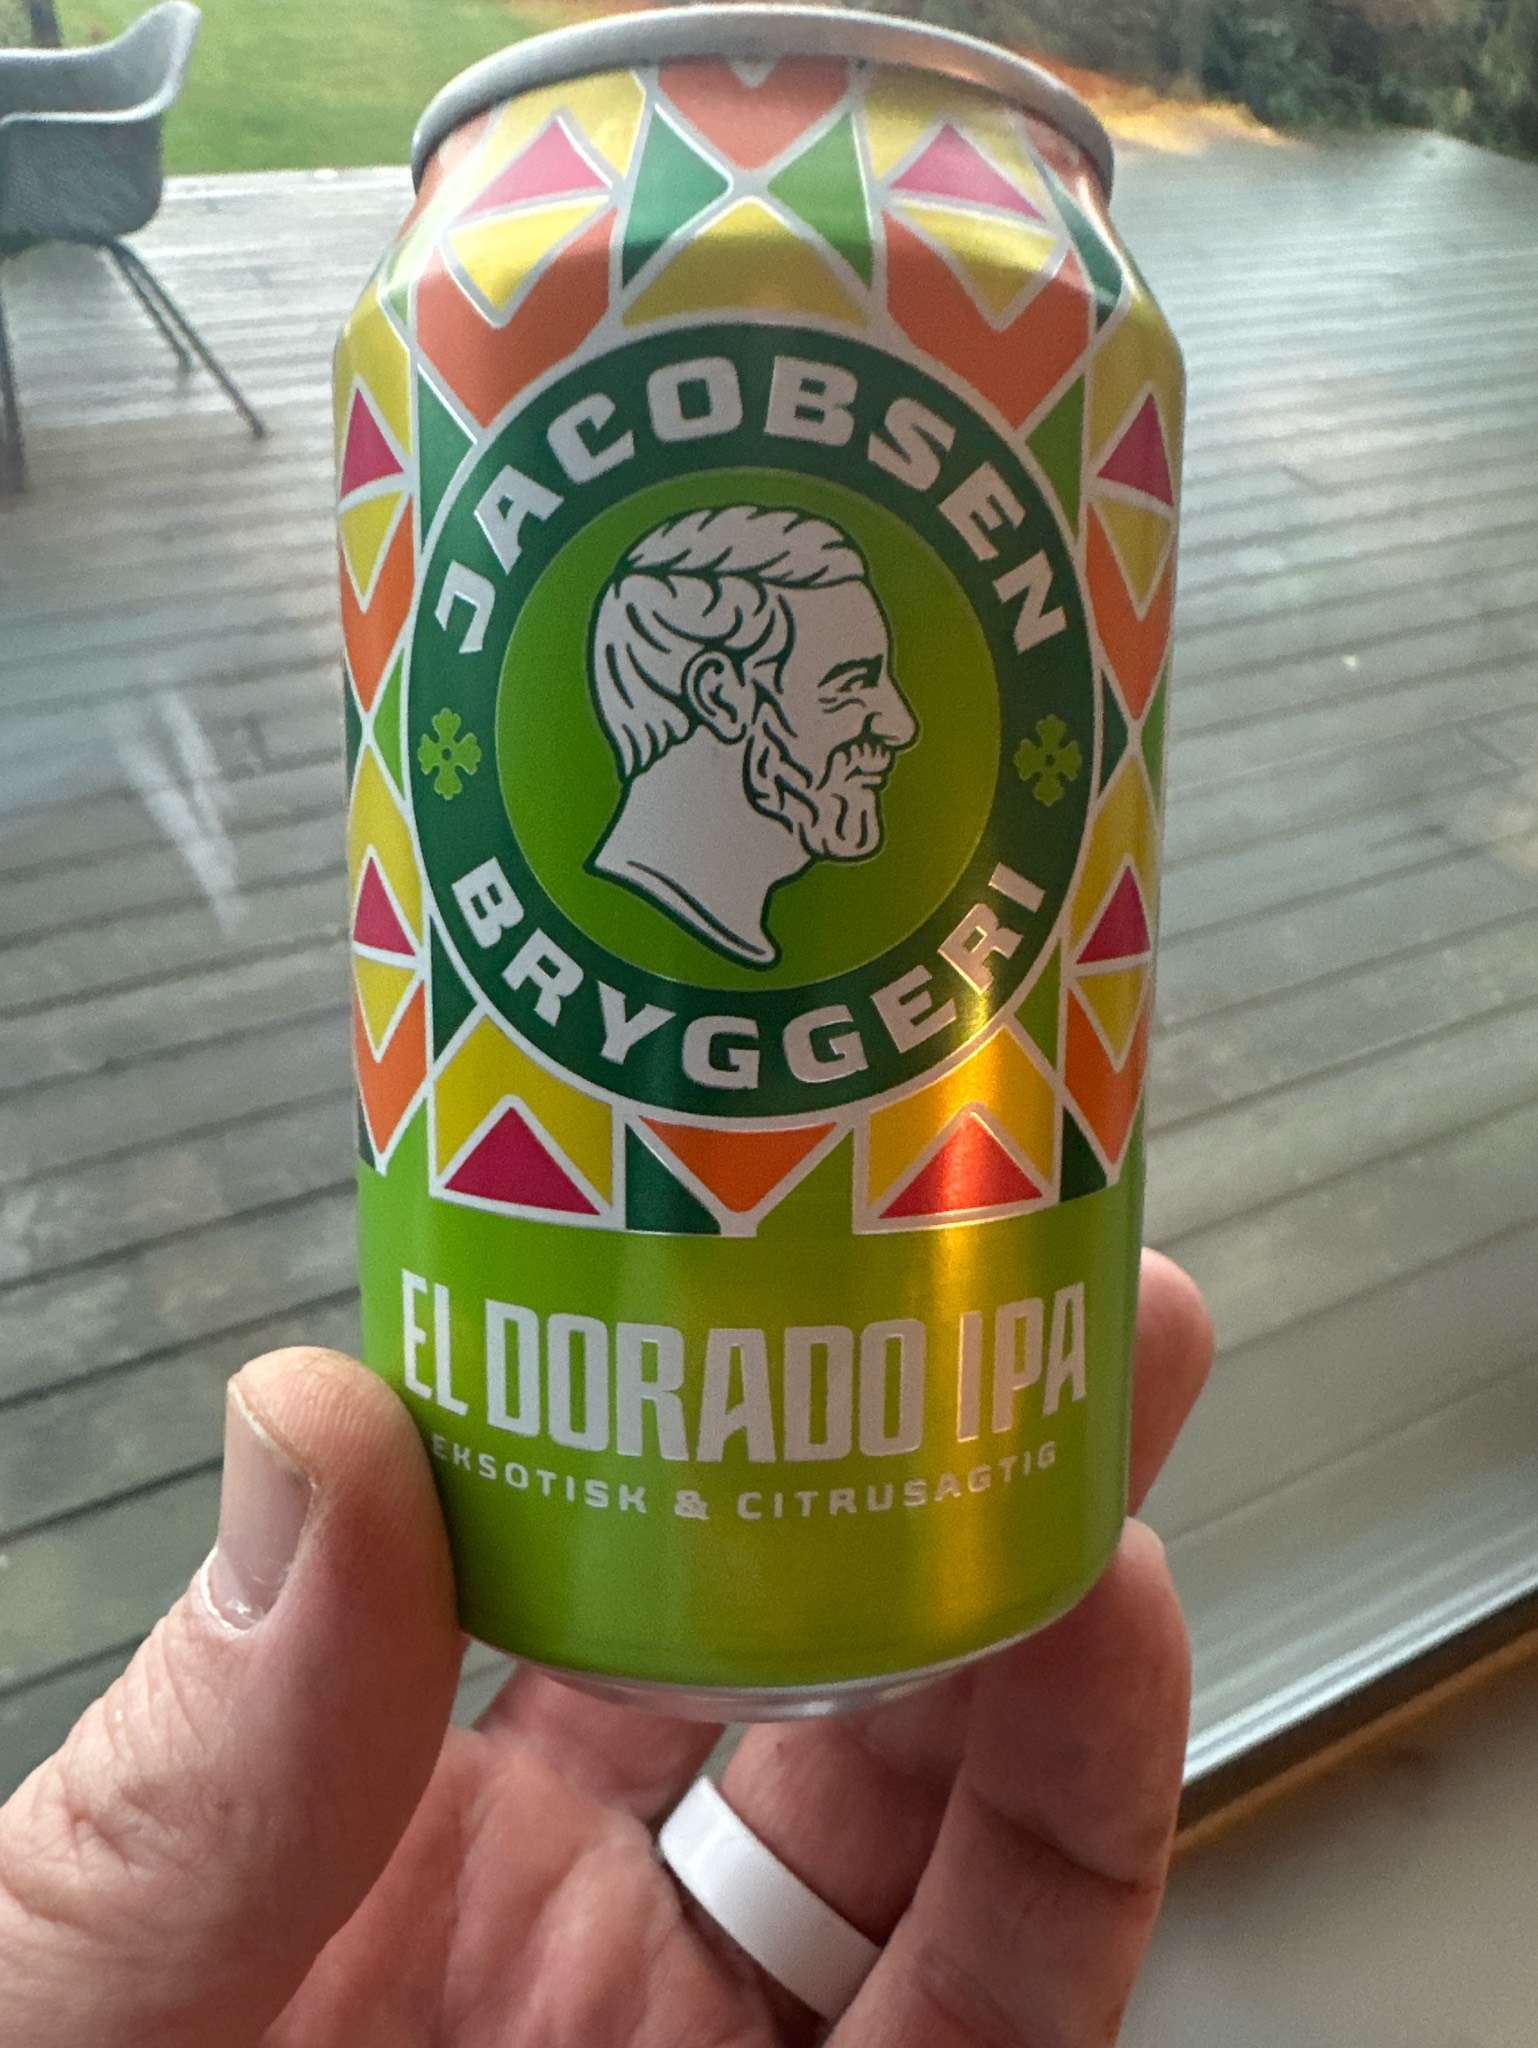 JACOBSEN
BRYGGERI
EL DORADO IPA
EKSOTISK & CITRUSAGTIG